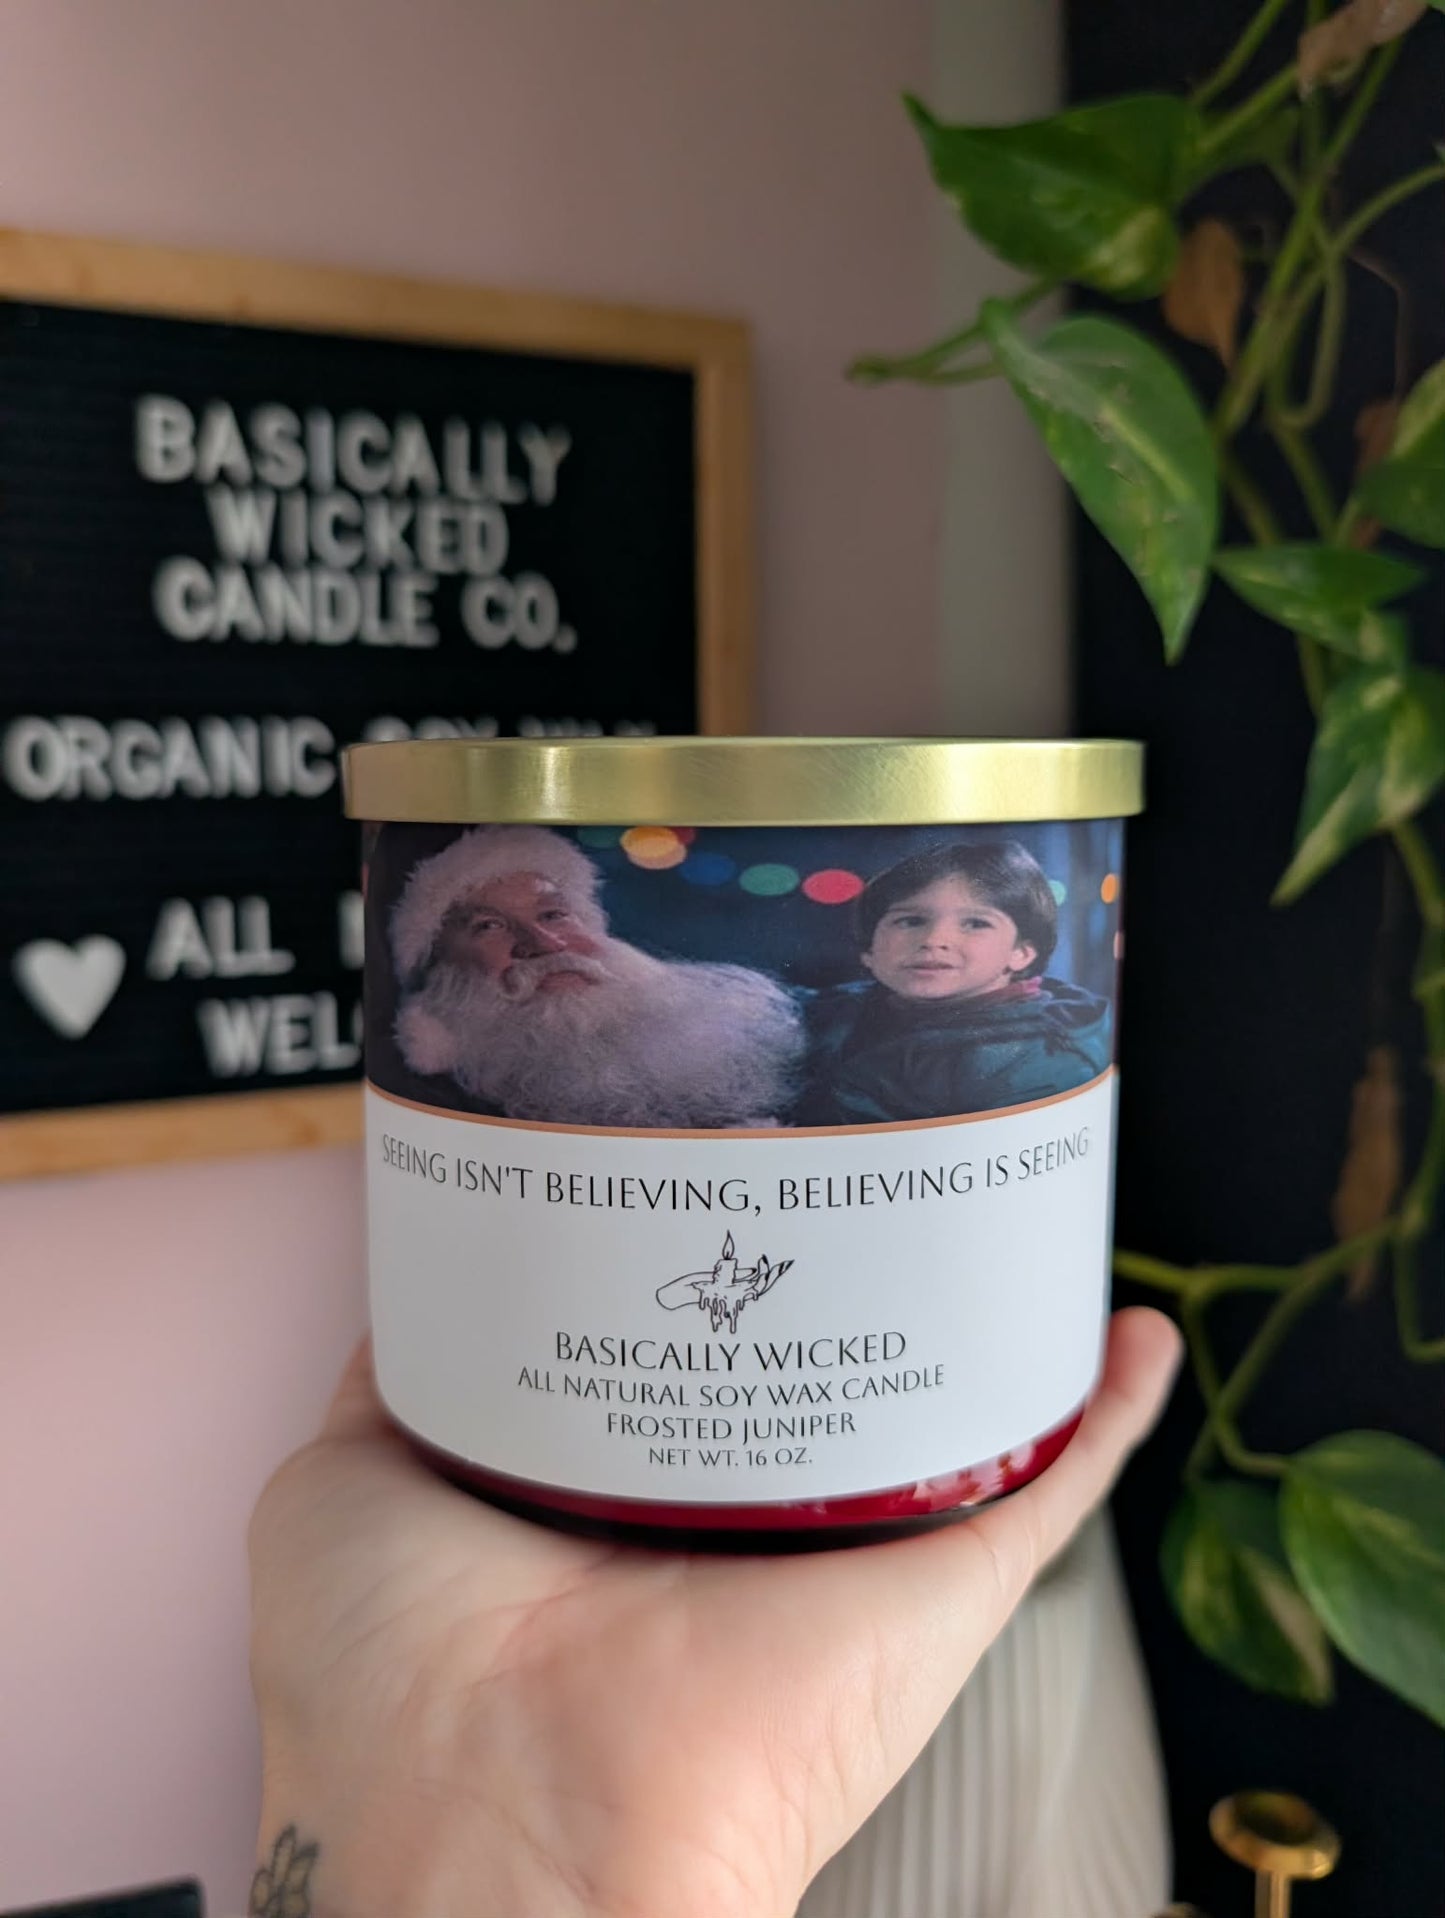 BASICALLY
WICKED
CANDLE CO.
ORGANIC
ALL
SEEING ISN'T BELIEVING, BELIEVING IS SEEING
BASICALLY WICKED
ALL NATURAL SOY WAX CANDLE
FROSTED JUNIPER
NET WT. 16 OZ.